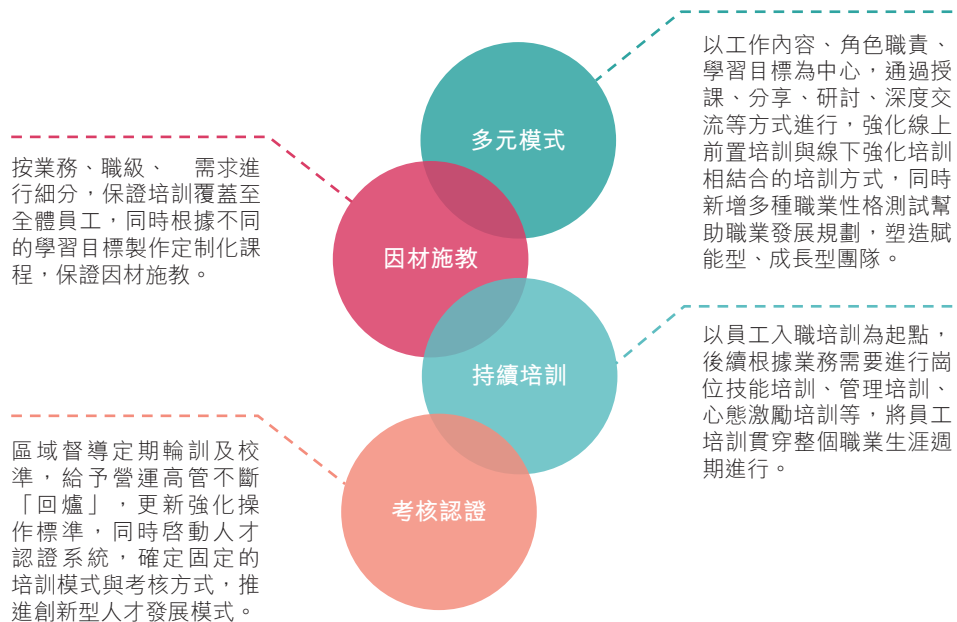 多元模式
以工作內容、角色職責、
學習目標為中心，通過授
課、分享、研討、深度交
流等方式進行，強化線上
前置培訓與線下強化培訓
相結合的培訓方式，同時
新增多種職業性格測試幫
助職業發展規劃，塑造賦
能型、成長型團隊。
因材施教
按業務、職級、 需求進
行細分，保證培訓覆蓋至
全體員工，同時根據不同
的學習目標製作定制化課
程，保證因材施教。
持續培訓
以員工入職培訓為起點，
後續根據業務需要進行崗
位技能培訓、管理培訓、
心態激勵培訓等，將員工
培訓貫穿整個職業生涯週
期進行。
考核認證
區域督導定期輪訓及校
準，給予營運高管不斷
「回爐」，更新強化操
作標準，同時啓動人才
認證系統，確定固定的
培訓模式與考核方式，推
進創新型人才發展模式。